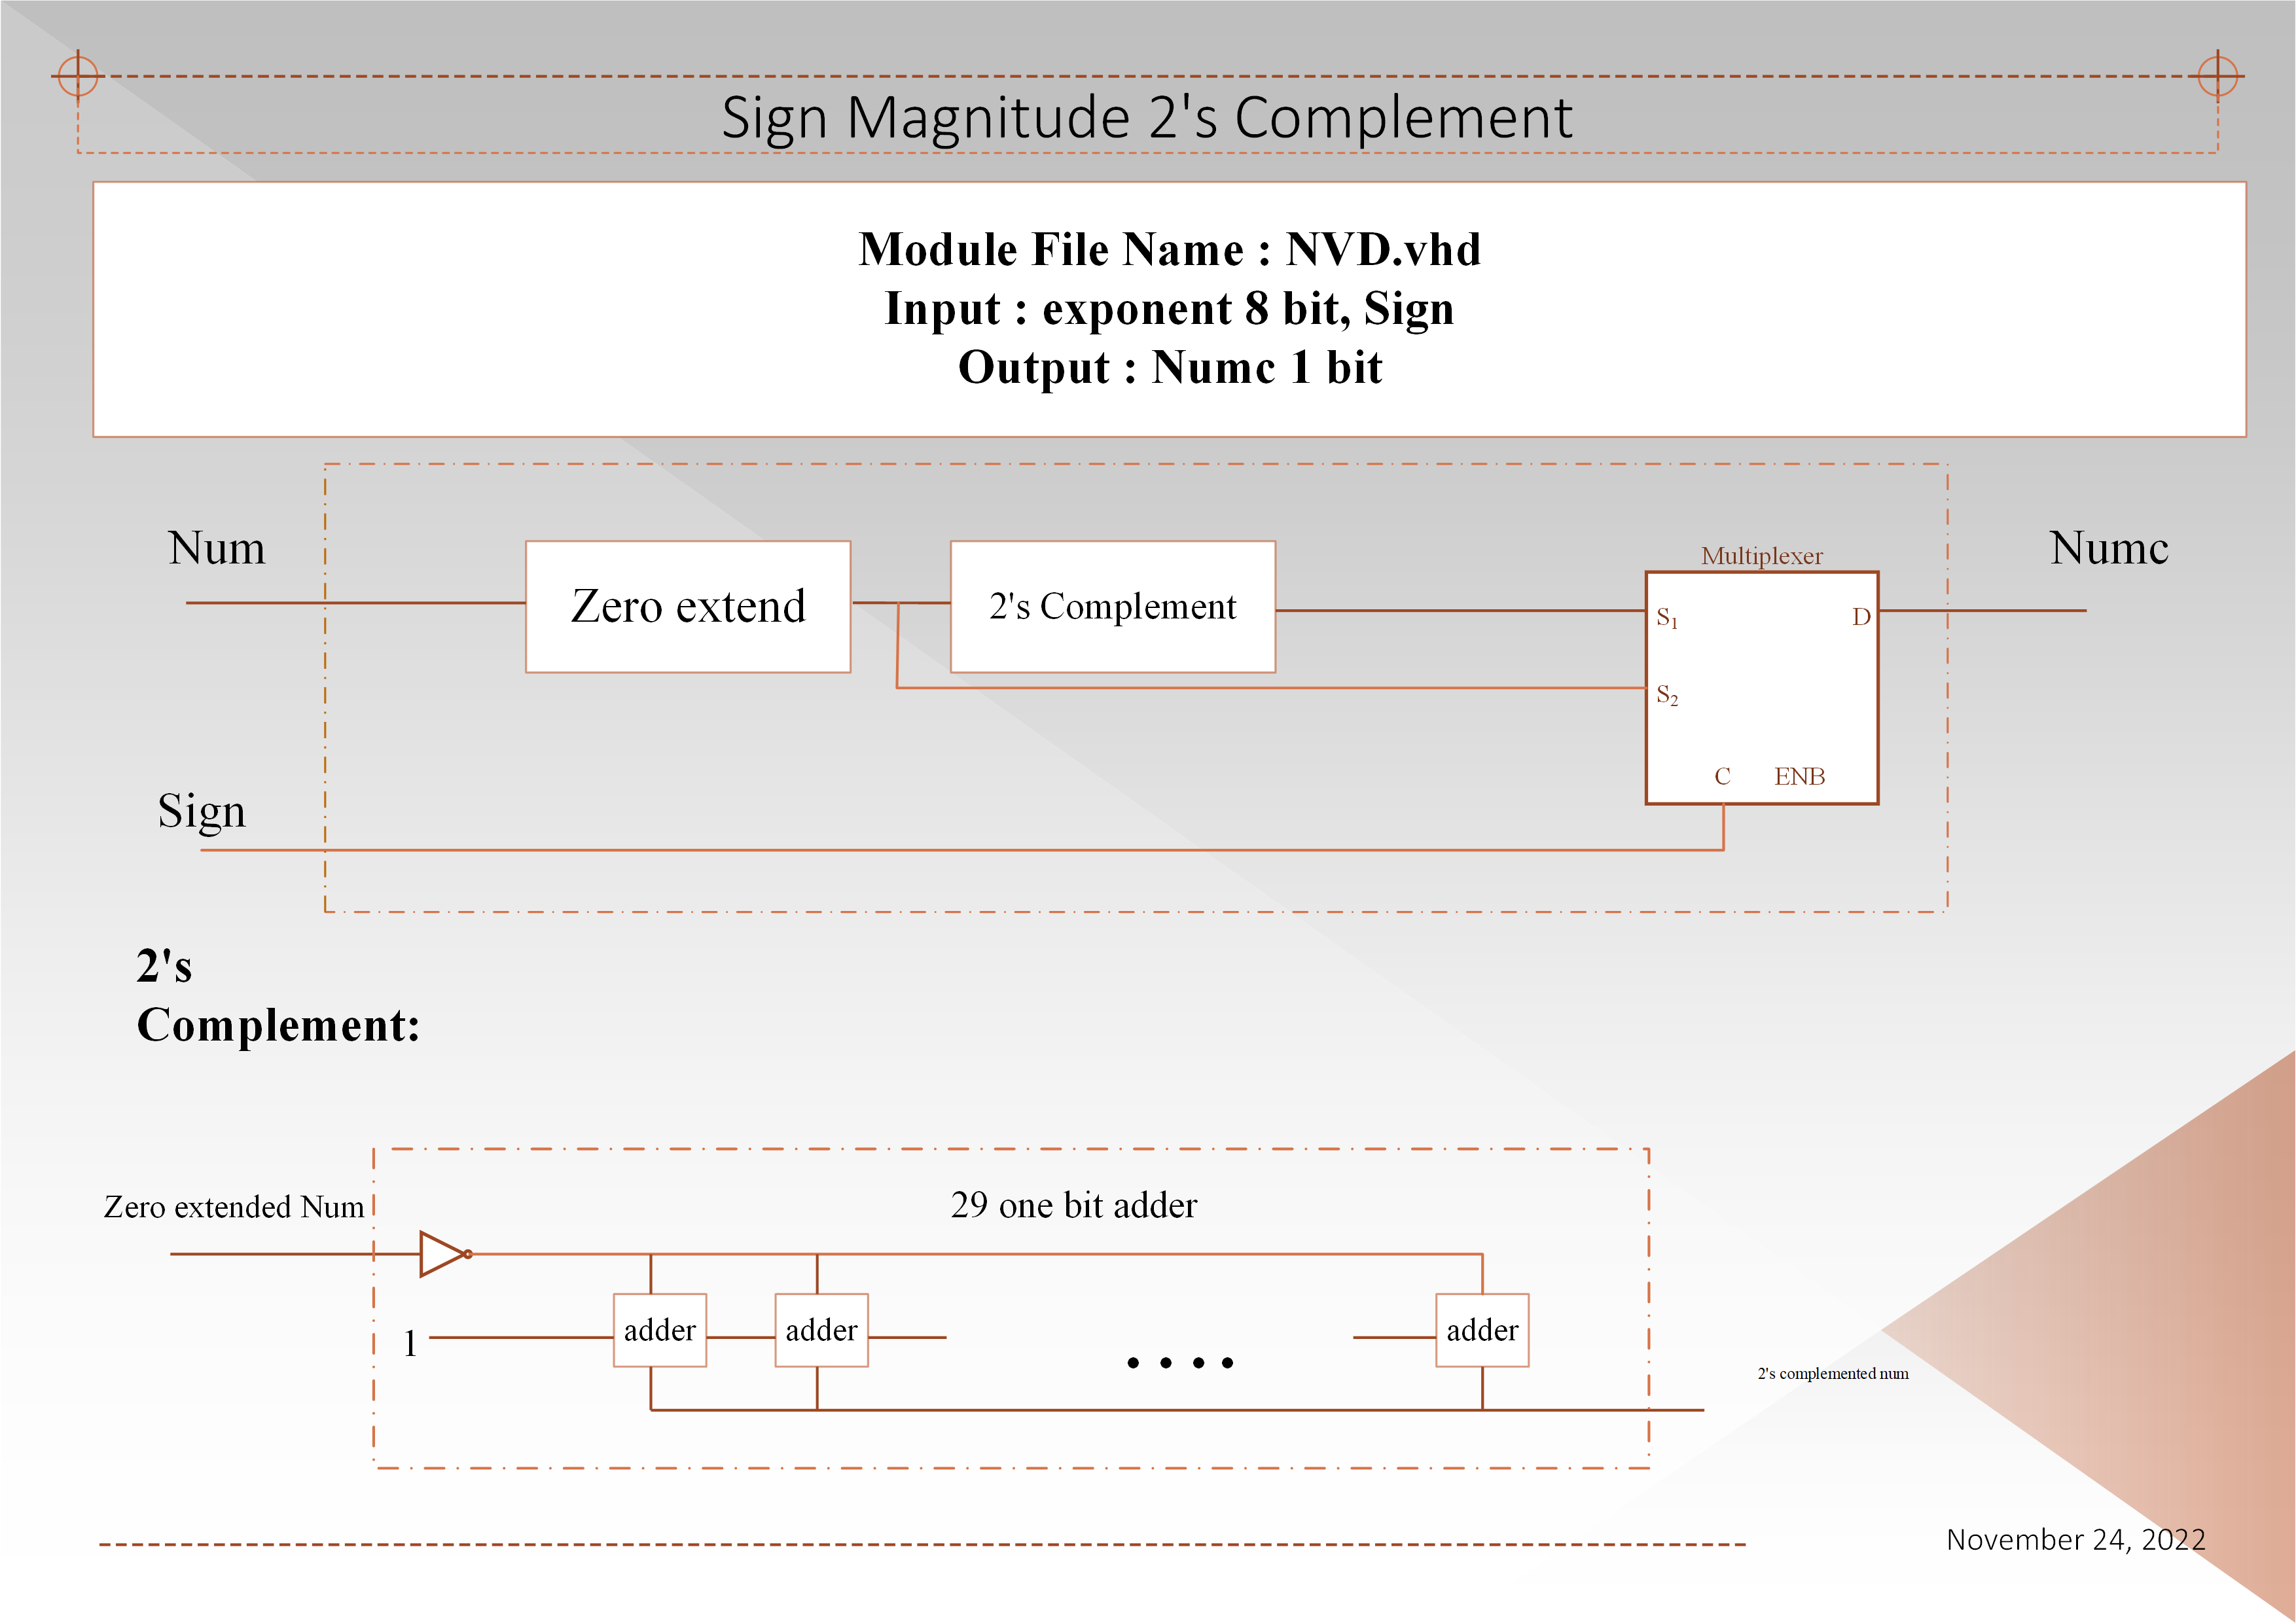 Sign Magnitude 2's Complement
Module File Name : NVD.vhd
Input : exponent 8 bit, Sign
Output : Numc 1 bit
Num
Zero extend
2's Complement
Multiplexer
S1
D
S2
C ENB
Numc
Sign
2's
Complement:
Zero extended Num
29 one bit adder
1
adder
adder
....
adder
2's complemented num
November 24, 2022